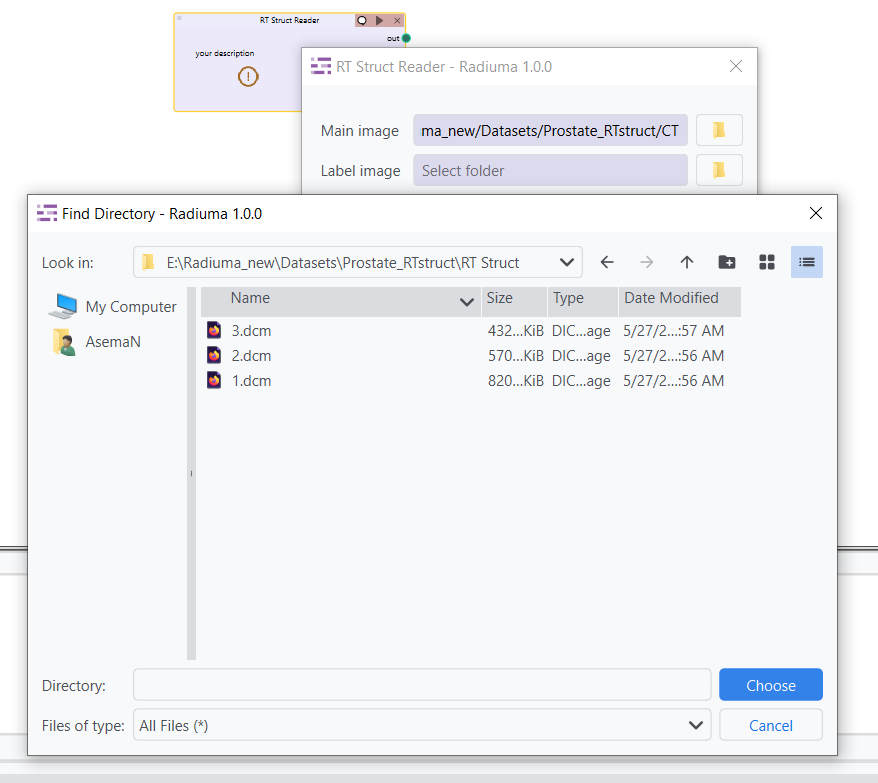 RT Struct Reader
out
your description
RT Struct Reader - Radiuma 1.0.0
Main image ma_new/Datasets/Prostate_RTstruct/CT
Label image Select folder
Find Directory - Radiuma 1.0.0
Look in: E:\Radiuma_new\Datasets\Prostate_RTstruct\RT Struct
My Computer
AsemaN
Name Size Type Date Modified
3.dcm 432...KiB DIC...age 5/27/2...:57 AM
2.dcm 570...KiB DIC...age 5/27/2...:56 AM
1.dcm 820...KiB DIC...age 5/27/2...:56 AM
Directory: Choose
Files of type: All Files (*) Cancel